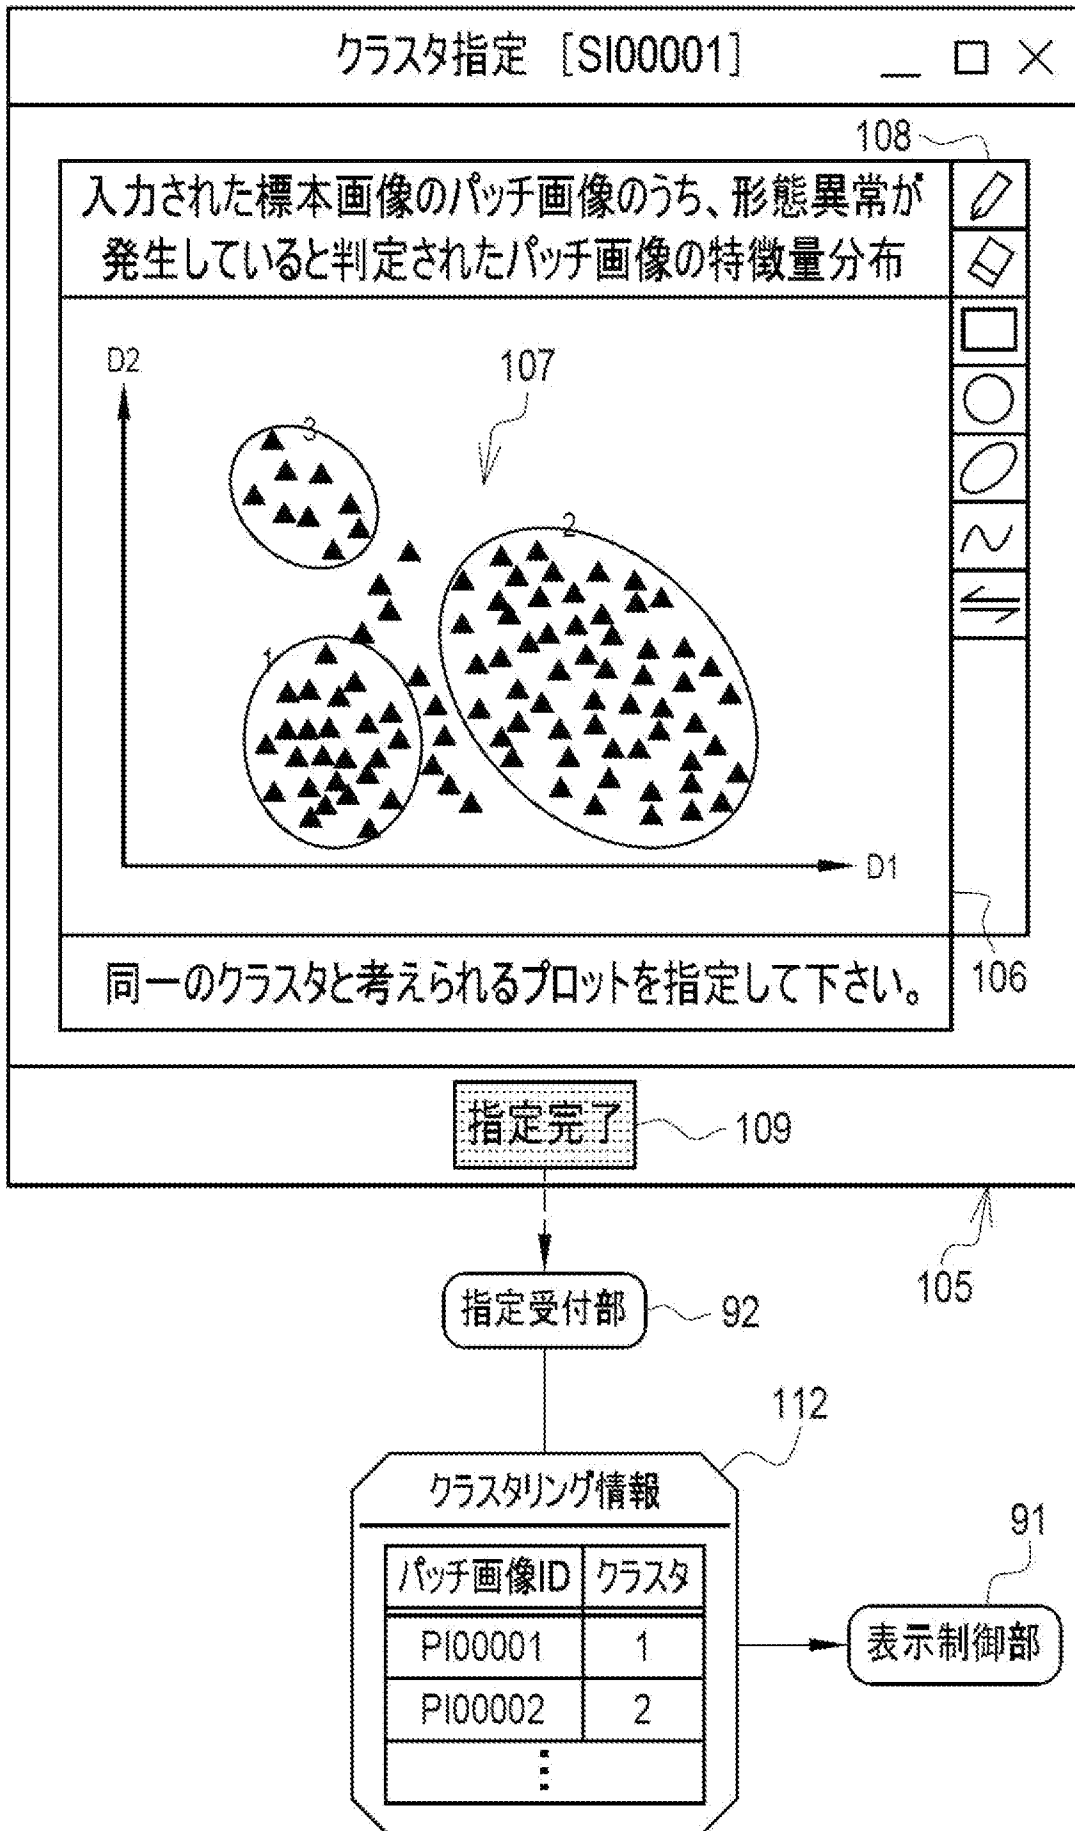 クラスタ指定 [SI00001]
108
入力された標本画像のパッチ画像のうち、形態異常が
発生していると判定されたパッチ画像の特徴量分布
D2
107
3
2
1
D1
106
同一のクラスタと考えられるプロットを指定して下さい。
指定完了
109
105
指定受付部
92
112
クラスタリング情報
91
パッチ画像ID クラスタ
PI00001 1
表示制御部
PI00002 2
⋮